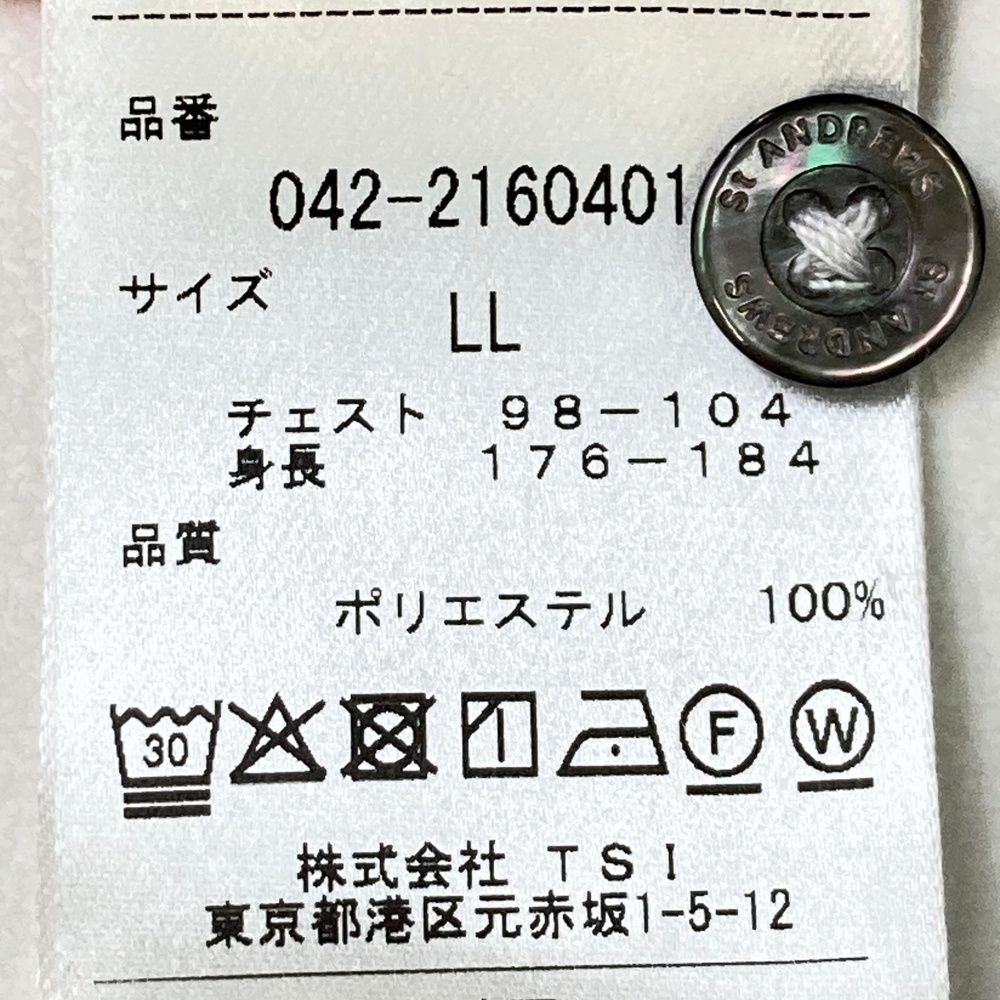 品番
042-2160401
St ANDREWS
St ANDREWS
サイズ
LL
チェスト 98-104
身長 176-184
品質
ポリエステル 100%
30
F
W
株式会社 TSI
東京都港区元赤坂1-5-12